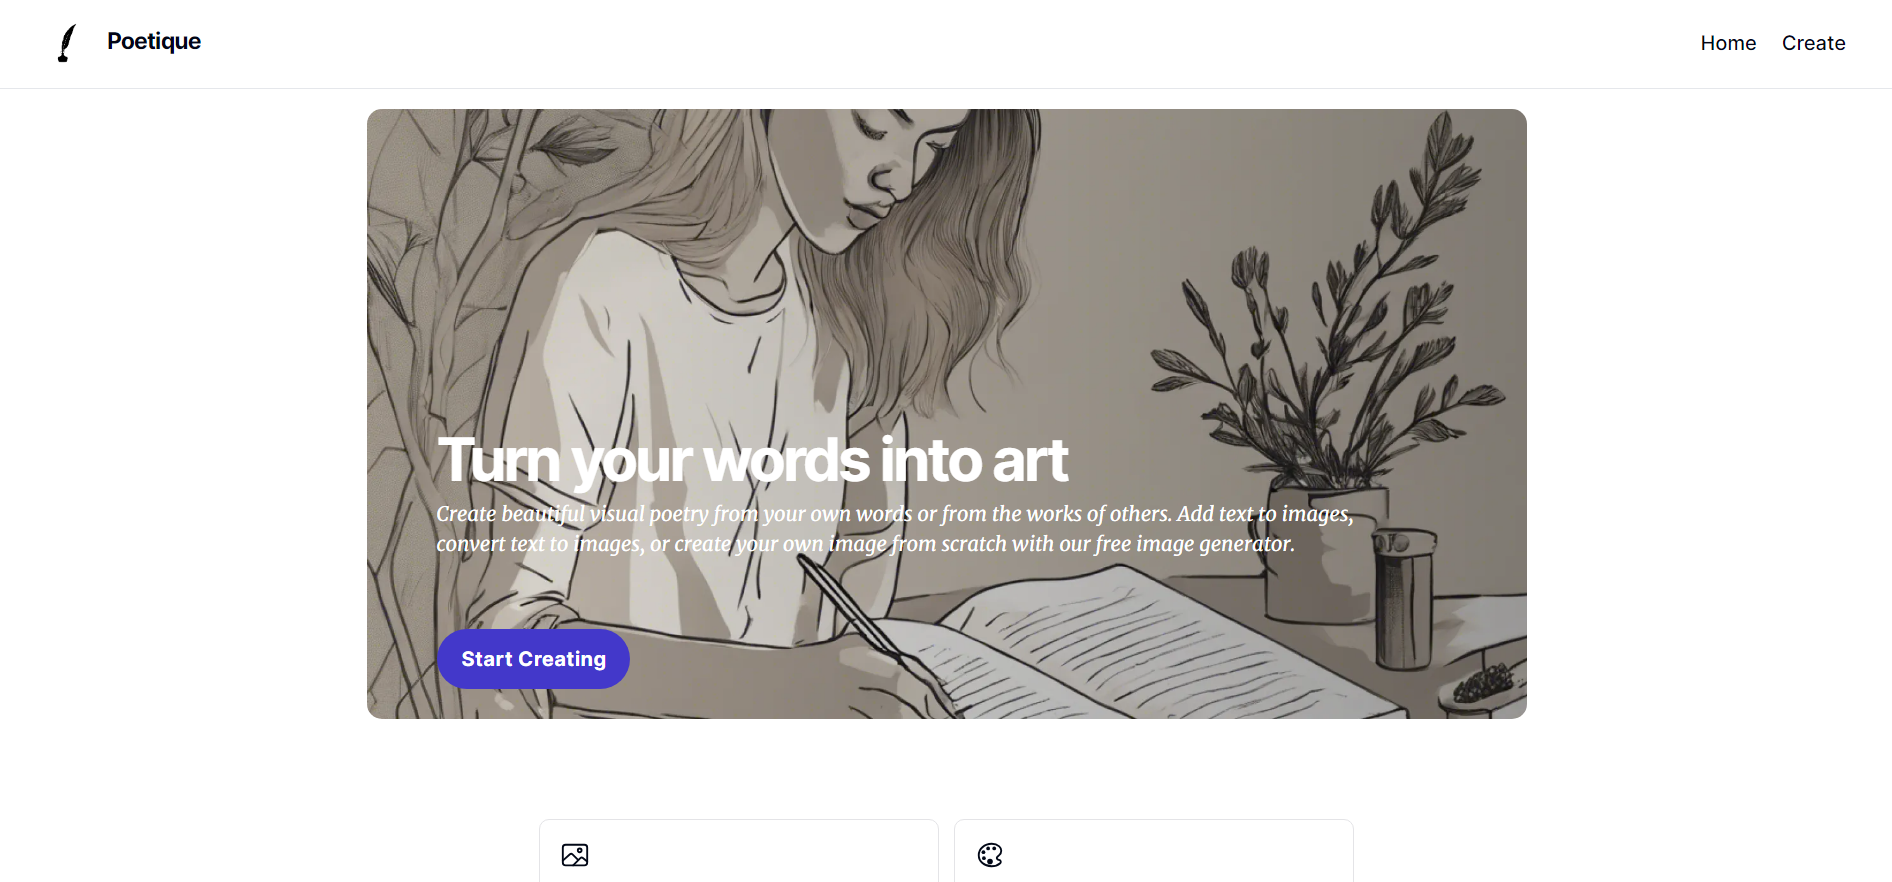 Poetique
Home
Create
Turn your words into art
Create beautiful visual poetry from your own words or from the works of others. Add text to images,
convert text to images, or create your own image from scratch with our free image generator.
Start Creating